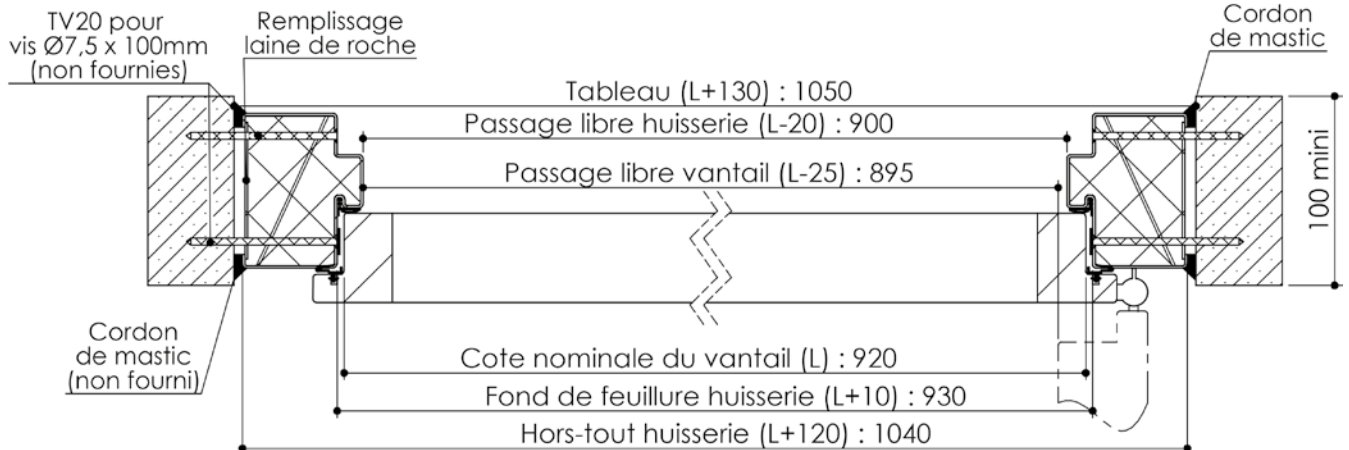 TV20 pour
vis Ø7,5 x 100mm
(non fournies)
Remplissage
laine de roche
Cordon
de mastic
Tableau (L+130) : 1050
Passage libre huisserie (L-20) : 900
Passage libre vantail (L-25) : 895
100 mini
Cordon
de mastic
(non fourni)
Cote nominale du vantail (L) : 920
Fond de feuillure huisserie (L+10) : 930
Hors-tout huisserie (L+120) : 1040